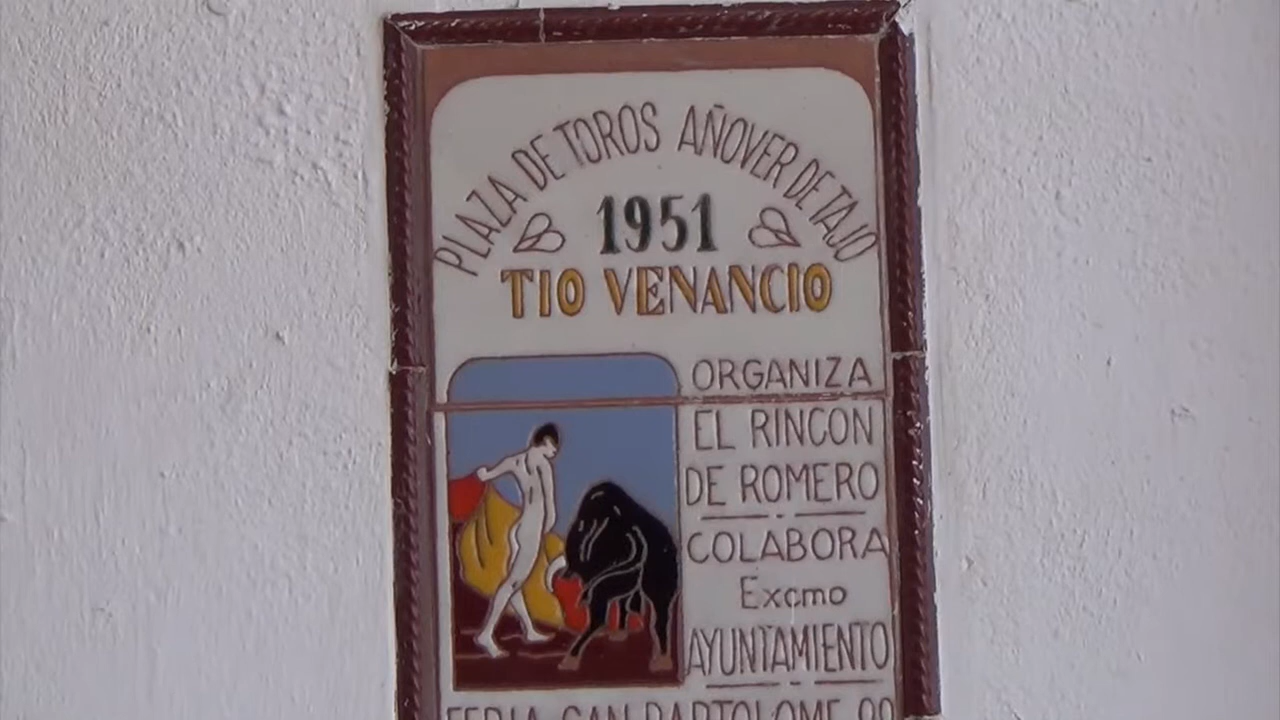 PLAZA DE TOROS AÑOVER DE TAJO
1951
TIO VENANCIO
ORGANIZA
EL RINCON
DE ROMERO
COLABORA
Excmo
AYUNTAMIENTO
FERIA SAN BARTOLOME